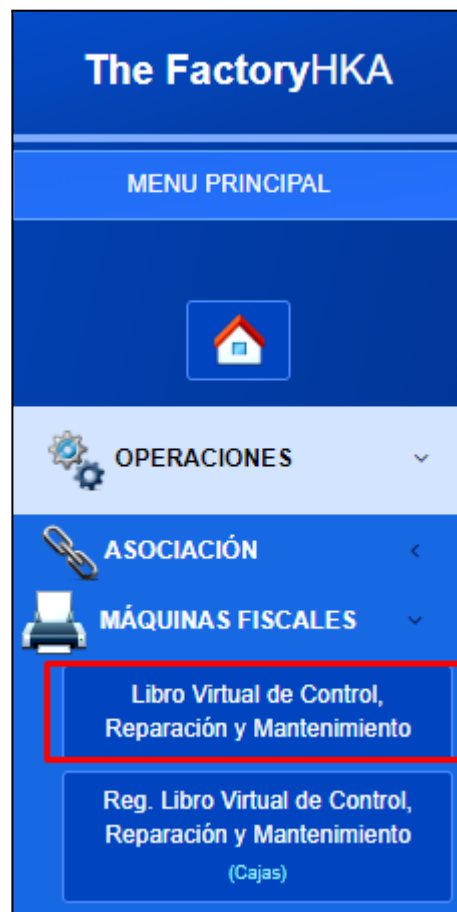 The FactoryHKA
MENU PRINCIPAL
OPERACIONES
ASOCIACIÓN
MÁQUINAS FISCALES
Libro Virtual de Control,
Reparación y Mantenimiento
Reg. Libro Virtual de Control,
Reparación y Mantenimiento
(Cajas)